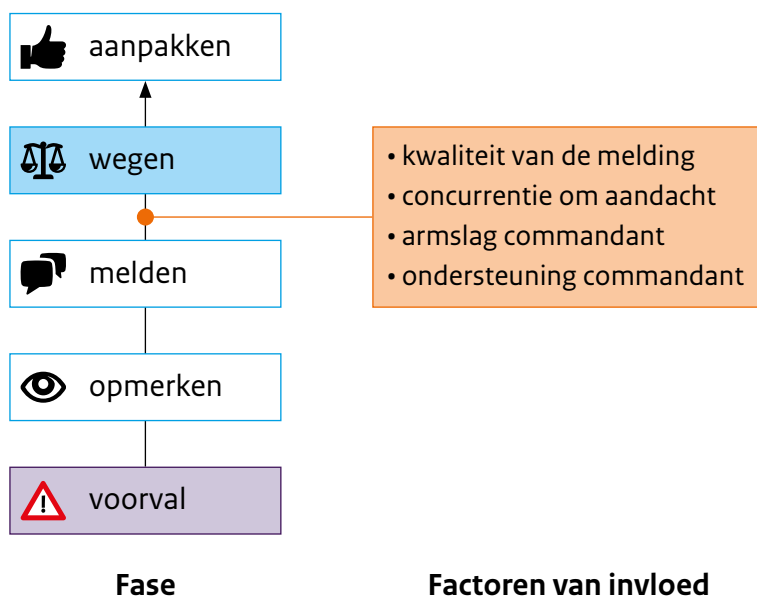 aanpakken
wegen
melden
opmerken
voorval
• kwaliteit van de melding
• concurrentie om aandacht
• armslag commandant
• ondersteuning commandant
Fase
Factoren van invloed